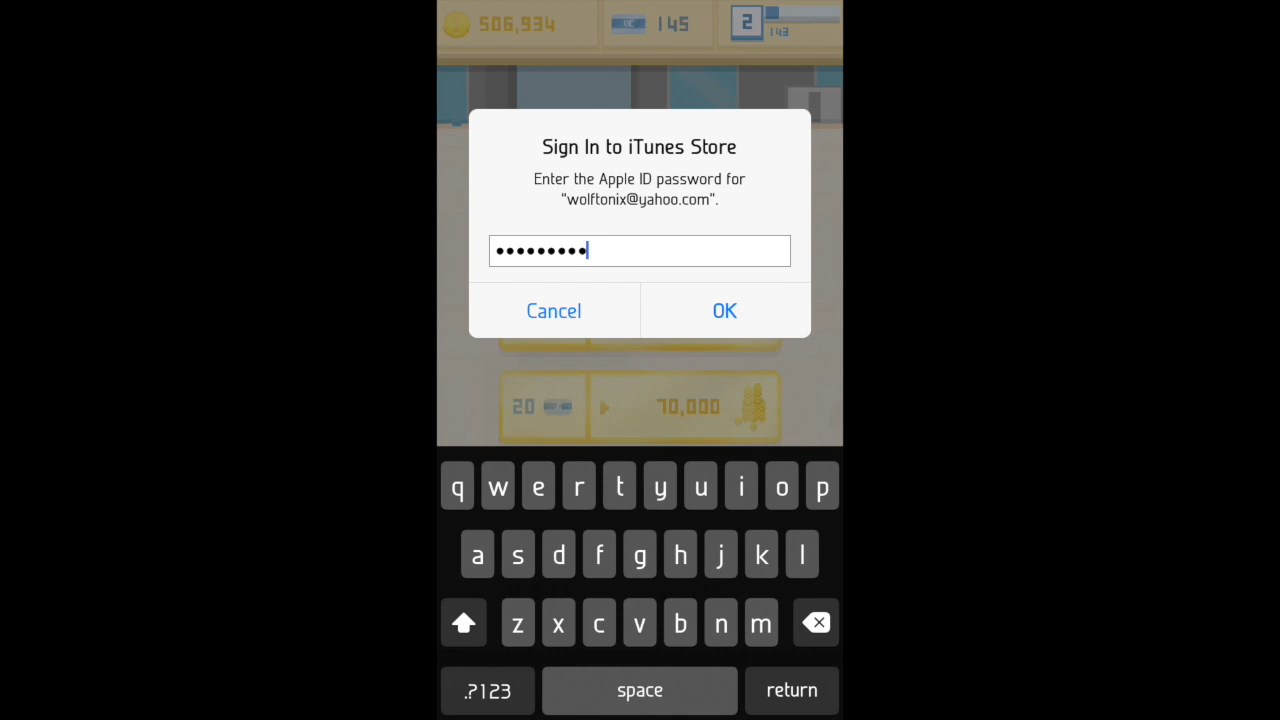 506,934 145 2 143
Sign In to iTunes Store
Enter the Apple ID password for
"wolftonix@yahoo.com".
Cancel OK
20 70,000
q w e r t y u i o p
a s d f g h j k l
z x c v b n m
.?123 space return